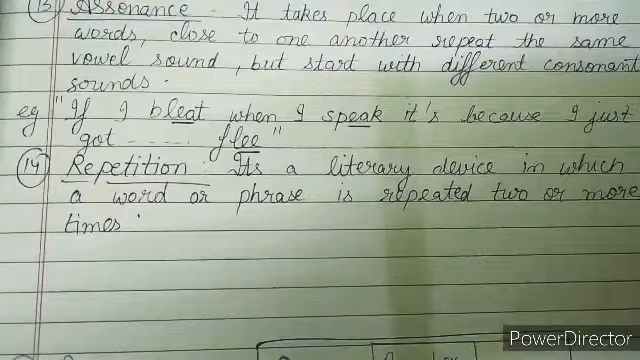 13) Assonance - It takes place when two or more
words, close to one another repeat the same
vowel sound, but start with different consonant
sounds.
eg "If I bleat when I speak it's because I just
got ...... flee"
14) Repetition : Its a literary device in which
a word or phrase is repeated two or more
times.
PowerDirector